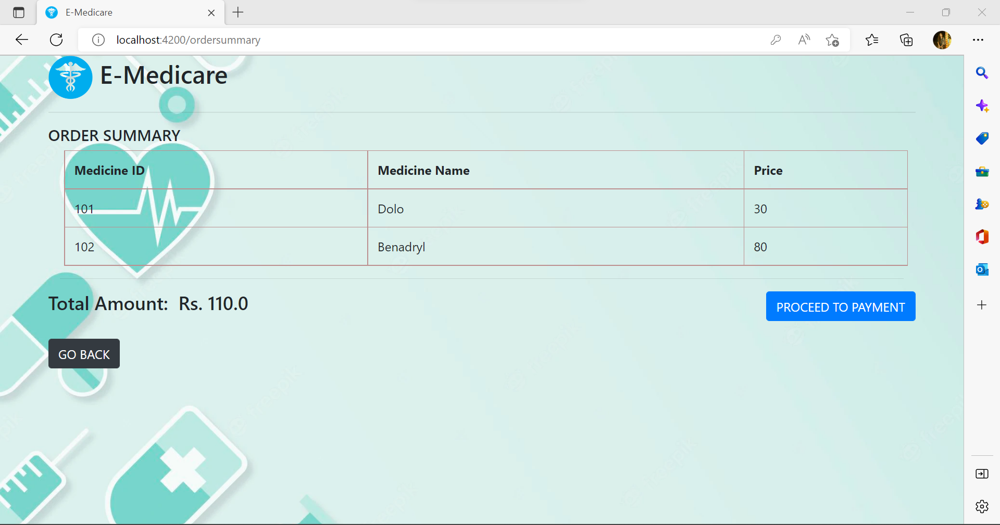 E-Medicare
localhost:4200/ordersummary
E-Medicare
ORDER SUMMARY
Medicine ID Medicine Name Price
101 Dolo 30
102 Benadryl 80
Total Amount: Rs. 110.0
PROCEED TO PAYMENT
GO BACK